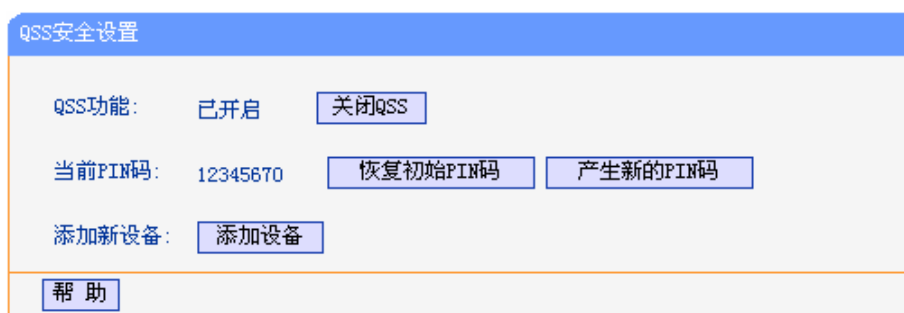 QSS安全设置
QSS功能： 已开启 关闭QSS
当前PIN码： 12345670 恢复初始PIN码 产生新的PIN码
添加新设备： 添加设备
帮 助